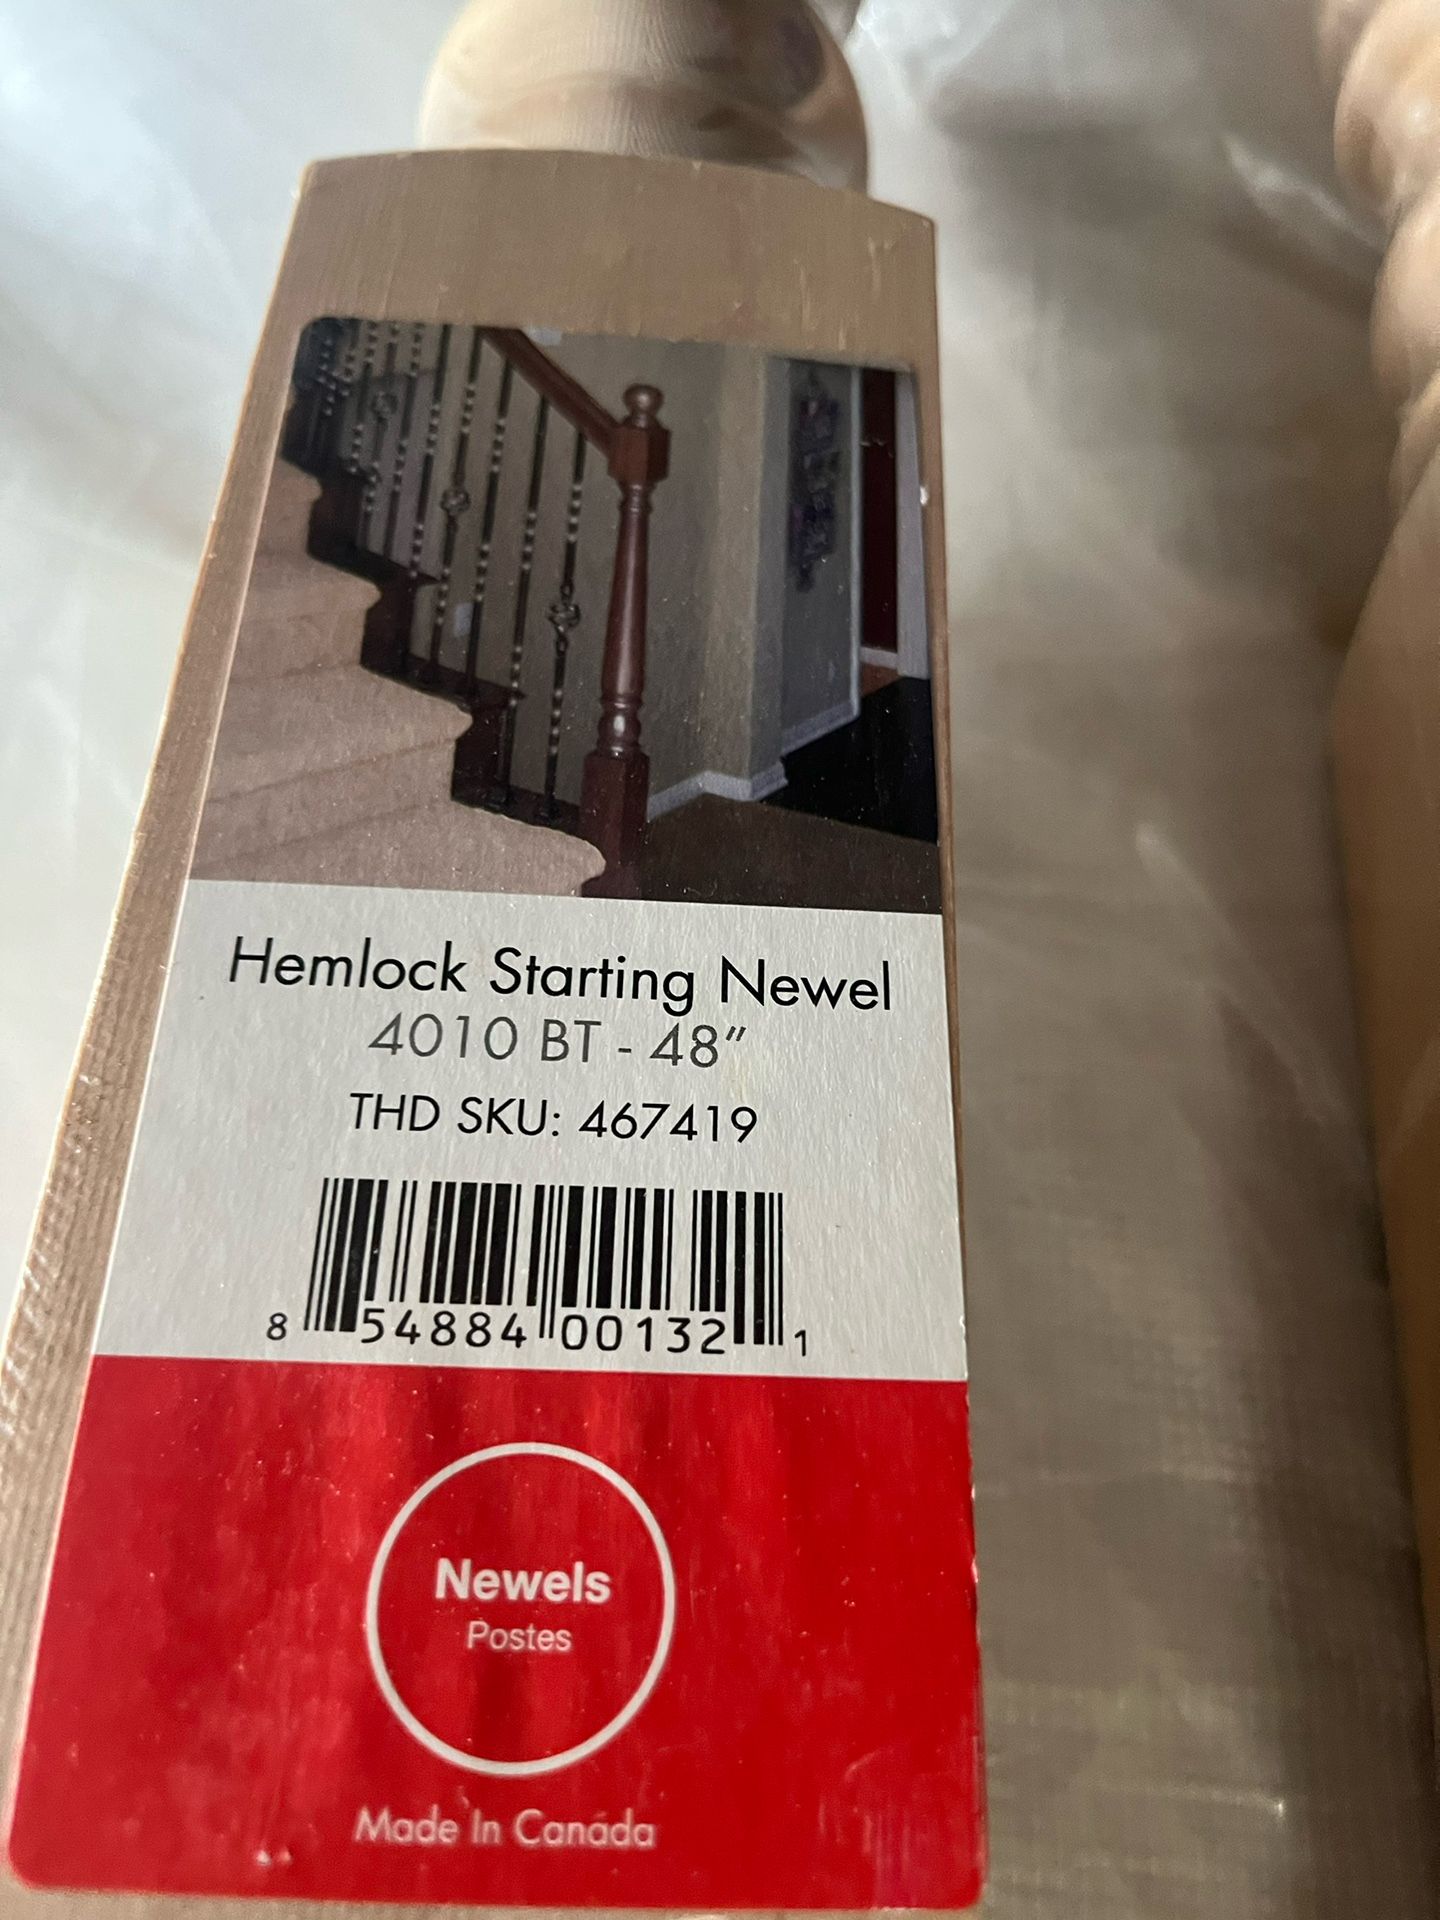 Hemlock Starting Newel
4010 BT - 48"
THD SKU: 467419
8 54884 00132 1
Newels
Postes
Made In Canada